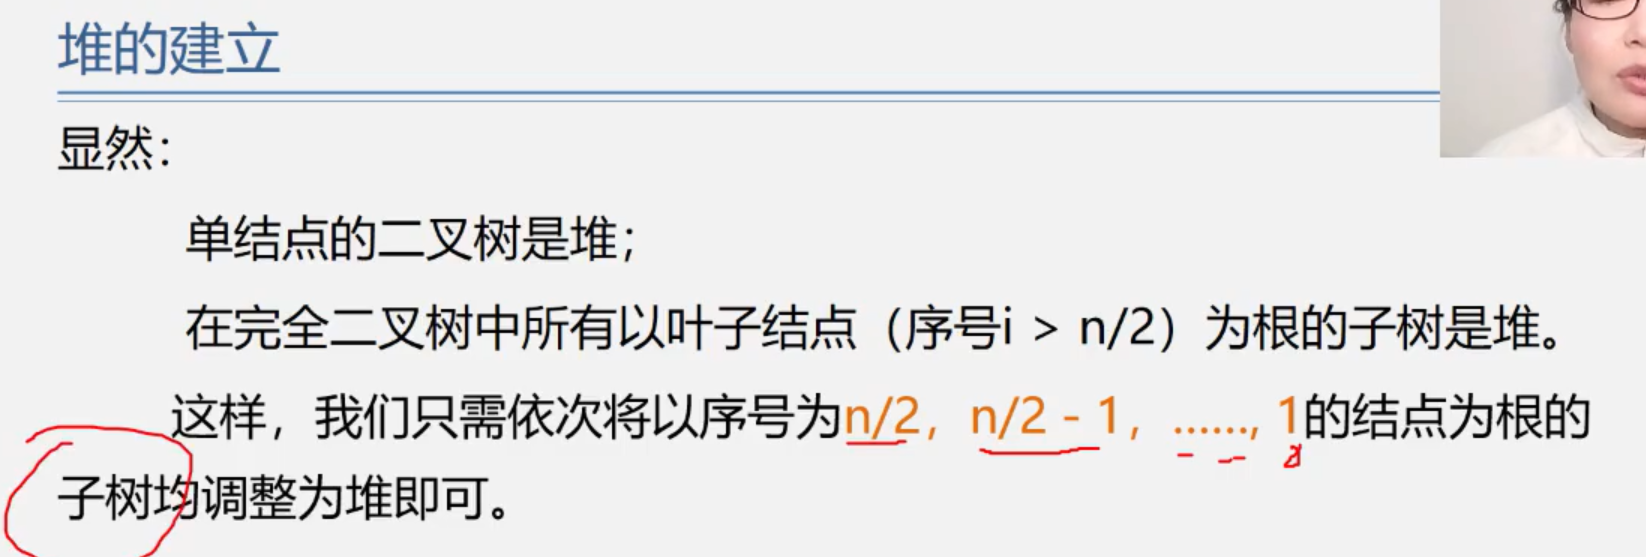 堆的建立
显然：
单结点的二叉树是堆；
在完全二叉树中所有以叶子结点（序号i > n/2）为根的子树是堆。
这样，我们只需依次将以序号为n/2，n/2 - 1，……, 1的结点为根的
子树均调整为堆即可。